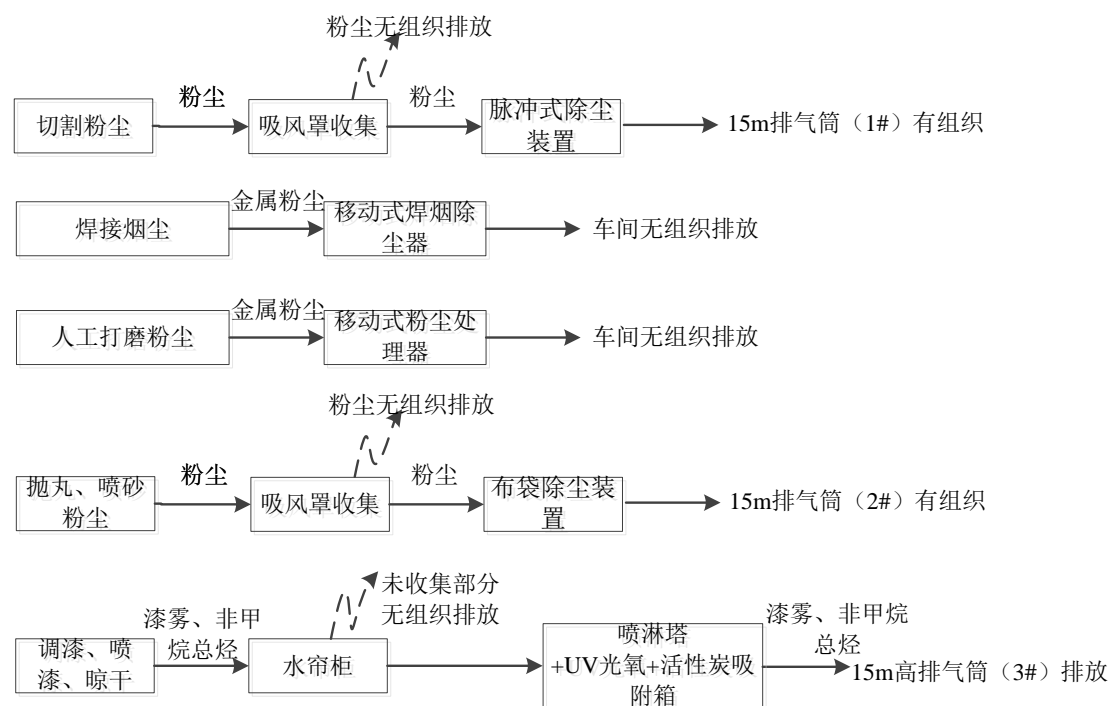 粉尘无组织排放
粉尘
粉尘
切割粉尘
吸风罩收集
脉冲式除尘
装置
15m排气筒（1#）有组织
金属粉尘
焊接烟尘
移动式焊烟除
尘器
车间无组织排放
金属粉尘
人工打磨粉尘
移动式粉尘处
理器
车间无组织排放
粉尘无组织排放
粉尘
粉尘
抛丸、喷砂
粉尘
吸风罩收集
布袋除尘装
置
15m排气筒（2#）有组织
未收集部分
无组织排放
漆雾、非甲
烷总烃
调漆、喷
漆、晾干
水帘柜
喷淋塔
+UV光氧+活性炭吸
附箱
漆雾、非甲烷
总烃
15m高排气筒（3#）排放